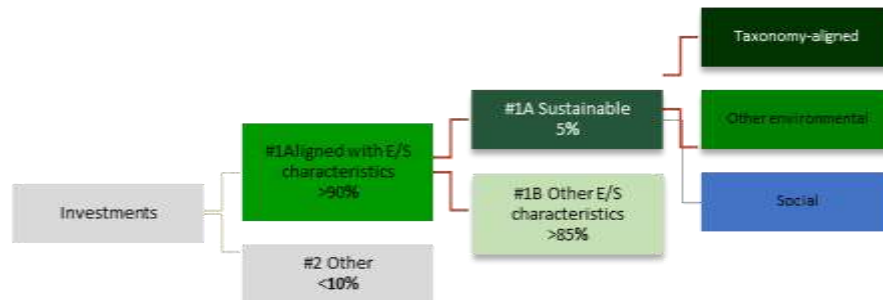 Taxonomy-aligned
#1A Sustainable
5%
Other environmental
#1Aligned with E/S
characteristics
>90%
#1B Other E/S
characteristics
>85%
Social
Investments
#2 Other
<10%